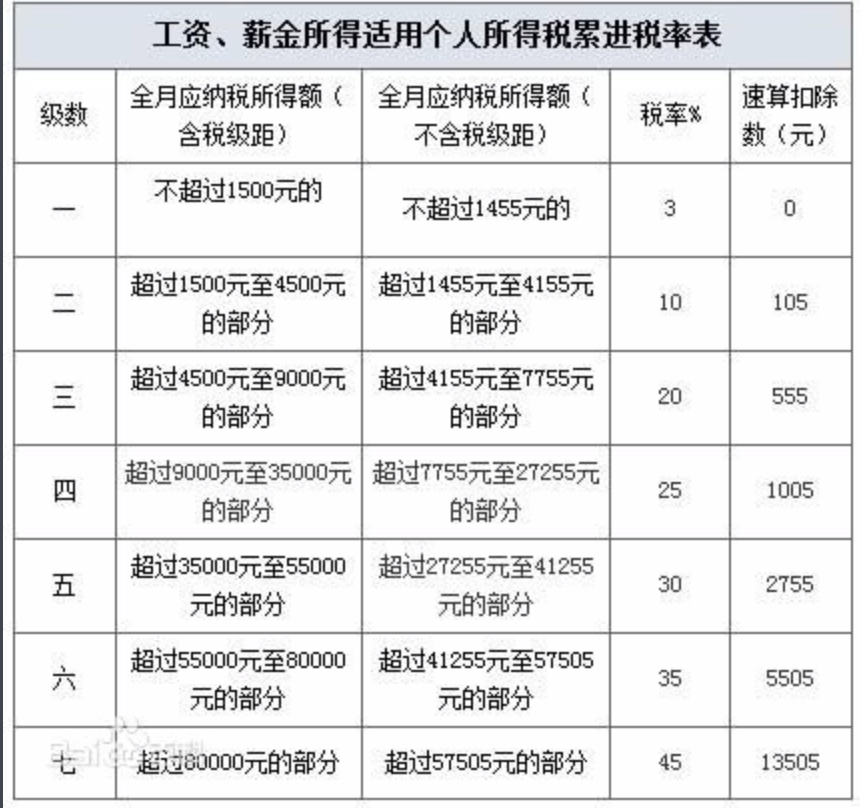 工资、薪金所得适用个人所得税累进税率表
级数
全月应纳税所得额（
含税级距）
全月应纳税所得额（
不含税级距）
税率%
速算扣除
数（元）
一
不超过1500元的
不超过1455元的
3
0
二
超过1500元至4500元
的部分
超过1455元至4155元
的部分
10
105
三
超过4500元至9000元
的部分
超过4155元至7755元
的部分
20
555
四
超过9000元至35000元
的部分
超过7755元至27255元
的部分
25
1005
五
超过35000元至55000
元的部分
超过27255元至41255
元的部分
30
2755
六
超过55000元至80000
元的部分
超过41255元至57505
元的部分
35
5505
七
超过80000元的部分
超过57505元的部分
45
13505
Baidu百科